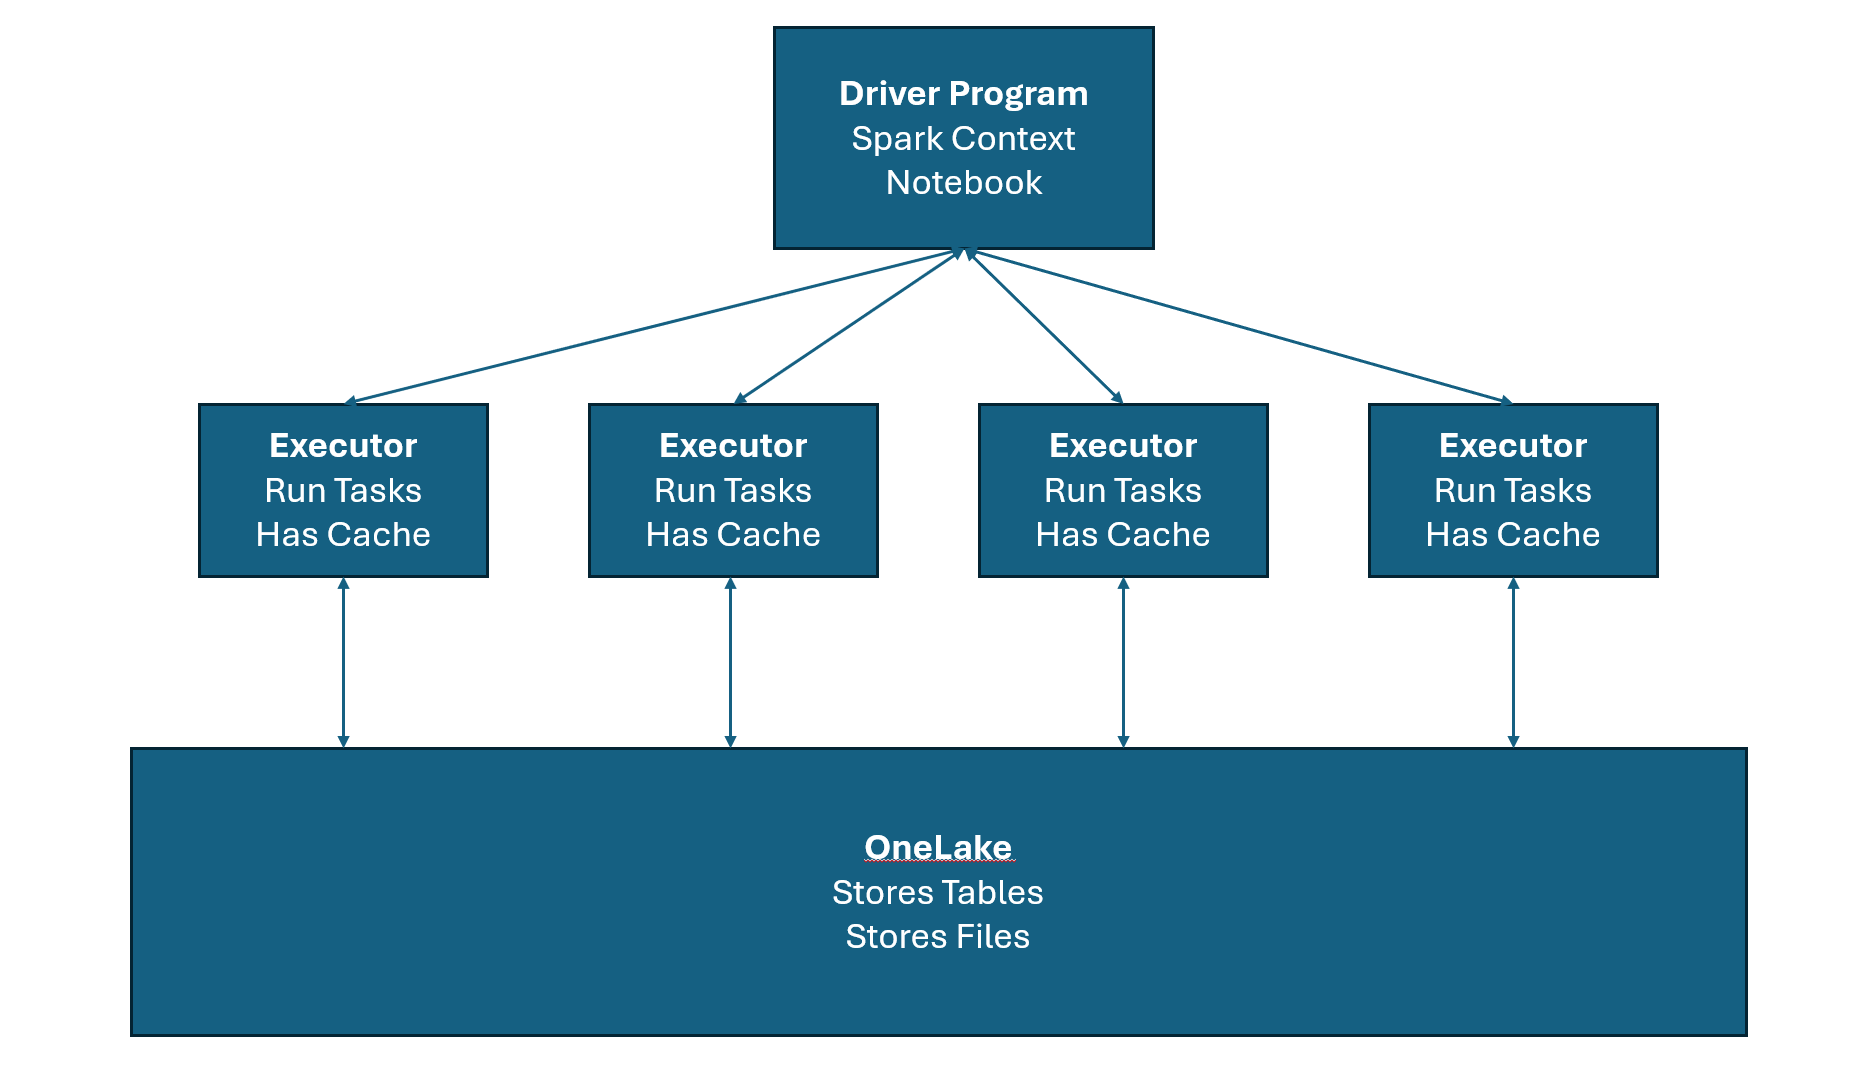 Driver Program
Spark Context
Notebook
Executor
Run Tasks
Has Cache
Executor
Run Tasks
Has Cache
Executor
Run Tasks
Has Cache
Executor
Run Tasks
Has Cache
OneLake
Stores Tables
Stores Files